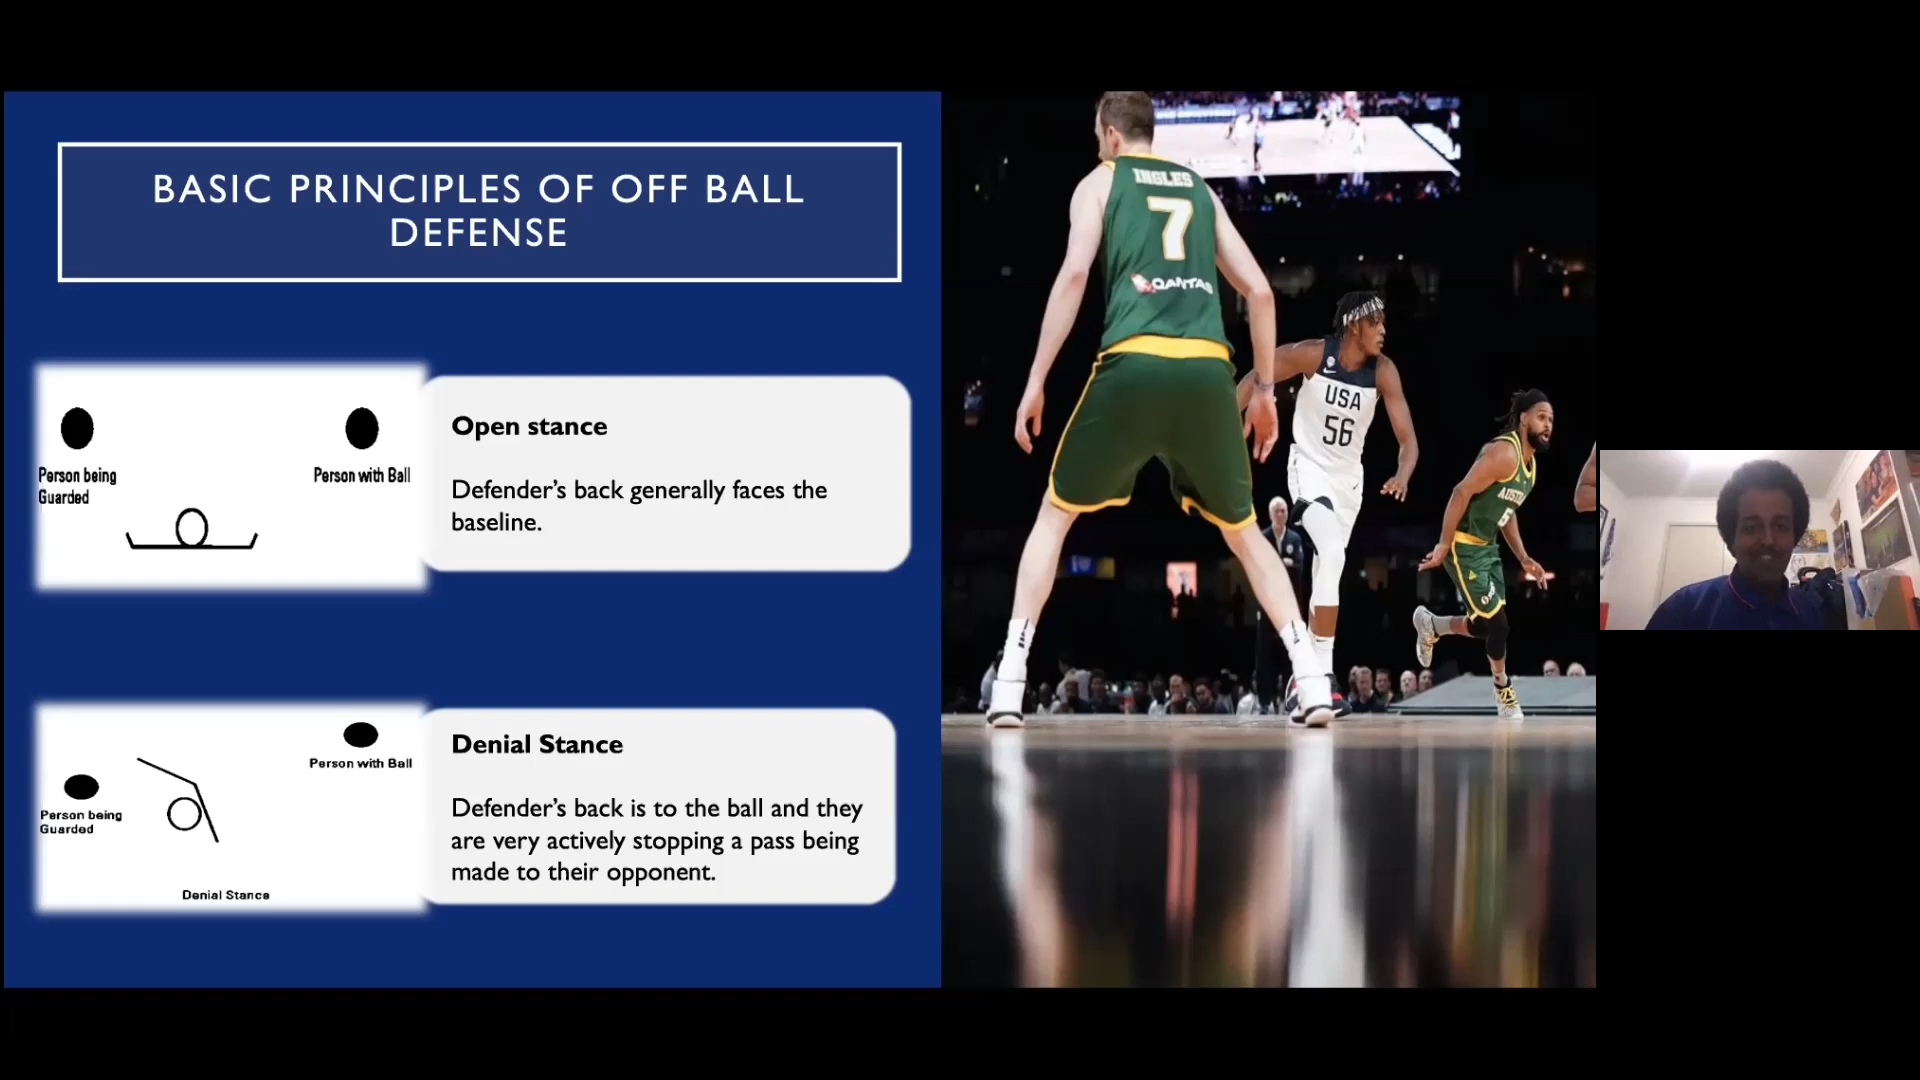 BASIC PRINCIPLES OF OFF BALL
DEFENSE
Person being
Guarded
Person with Ball
Open stance
Defender's back generally faces the
baseline.
Person with Ball
Person being
Guarded
Denial Stance
Denial Stance
Defender's back is to the ball and they
are very actively stopping a pass being
made to their opponent.
INGLES
7
QANTAS
USA
56